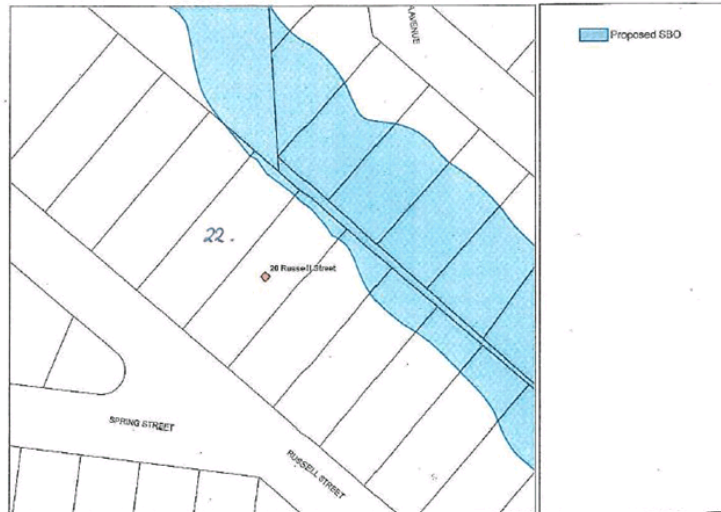 AVENUE
Proposed SBO
22.
20 Russell Street
SPRING STREET
RUSSELL STREET